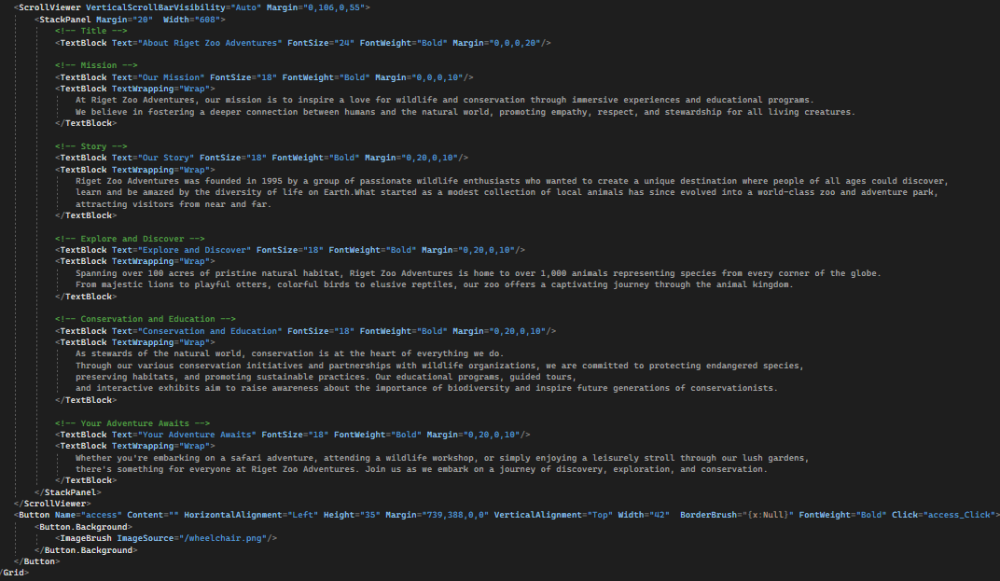 <ScrollViewer VerticalScrollBarVisibility="Auto" Margin="0,106,0,55">
<StackPanel Margin="20"  Width="608">
<!-- Title -->
<TextBlock Text="About Riget Zoo Adventures" FontSize="24" FontWeight="Bold" Margin="0,0,0,20"/>
<!-- Mission -->
<TextBlock Text="Our Mission" FontSize="18" FontWeight="Bold" Margin="0,0,0,10"/>
<TextBlock TextWrapping="Wrap">
At Riget Zoo Adventures, our mission is to inspire a love for wildlife and conservation through immersive experiences and educational programs.
We believe in fostering a deeper connection between humans and the natural world, promoting empathy, respect, and stewardship for all living creatures.
</TextBlock>
<!-- Story -->
<TextBlock Text="Our Story" FontSize="18" FontWeight="Bold" Margin="0,20,0,10"/>
<TextBlock TextWrapping="Wrap">
Riget Zoo Adventures was founded in 1995 by a group of passionate wildlife enthusiasts who wanted to create a unique destination where people of all ages could discover,
learn and be amazed by the diversity of life on Earth.What started as a modest collection of local animals has since evolved into a world-class zoo and adventure park,
attracting visitors from near and far.
</TextBlock>
<!-- Explore and Discover -->
<TextBlock Text="Explore and Discover" FontSize="18" FontWeight="Bold" Margin="0,20,0,10"/>
<TextBlock TextWrapping="Wrap">
Spanning over 100 acres of pristine natural habitat, Riget Zoo Adventures is home to over 1,000 animals representing species from every corner of the globe.
From majestic lions to playful otters, colorful birds to elusive reptiles, our zoo offers a captivating journey through the animal kingdom.
</TextBlock>
<!-- Conservation and Education -->
<TextBlock Text="Conservation and Education" FontSize="18" FontWeight="Bold" Margin="0,20,0,10"/>
<TextBlock TextWrapping="Wrap">
As stewards of the natural world, conservation is at the heart of everything we do.
Through our various conservation initiatives and partnerships with wildlife organizations, we are committed to protecting endangered species,
preserving habitats, and promoting sustainable practices. Our educational programs, guided tours,
and interactive exhibits aim to raise awareness about the importance of biodiversity and inspire future generations of conservationists.
</TextBlock>
<!-- Your Adventure Awaits -->
<TextBlock Text="Your Adventure Awaits" FontSize="18" FontWeight="Bold" Margin="0,20,0,10"/>
<TextBlock TextWrapping="Wrap">
Whether you're embarking on a safari adventure, attending a wildlife workshop, or simply enjoying a leisurely stroll through our lush gardens,
there's something for everyone at Riget Zoo Adventures. Join us as we embark on a journey of discovery, exploration, and conservation.
</TextBlock>
</StackPanel>
</ScrollViewer>
<Button Name="access" Content="" HorizontalAlignment="Left" Height="35" Margin="739,388,0,0" VerticalAlignment="Top" Width="42"  BorderBrush="{x:Null}" FontWeight="Bold" Click="access_Click">
<Button.Background>
<ImageBrush ImageSource="/wheelchair.png"/>
</Button.Background>
</Button>
/Grid>